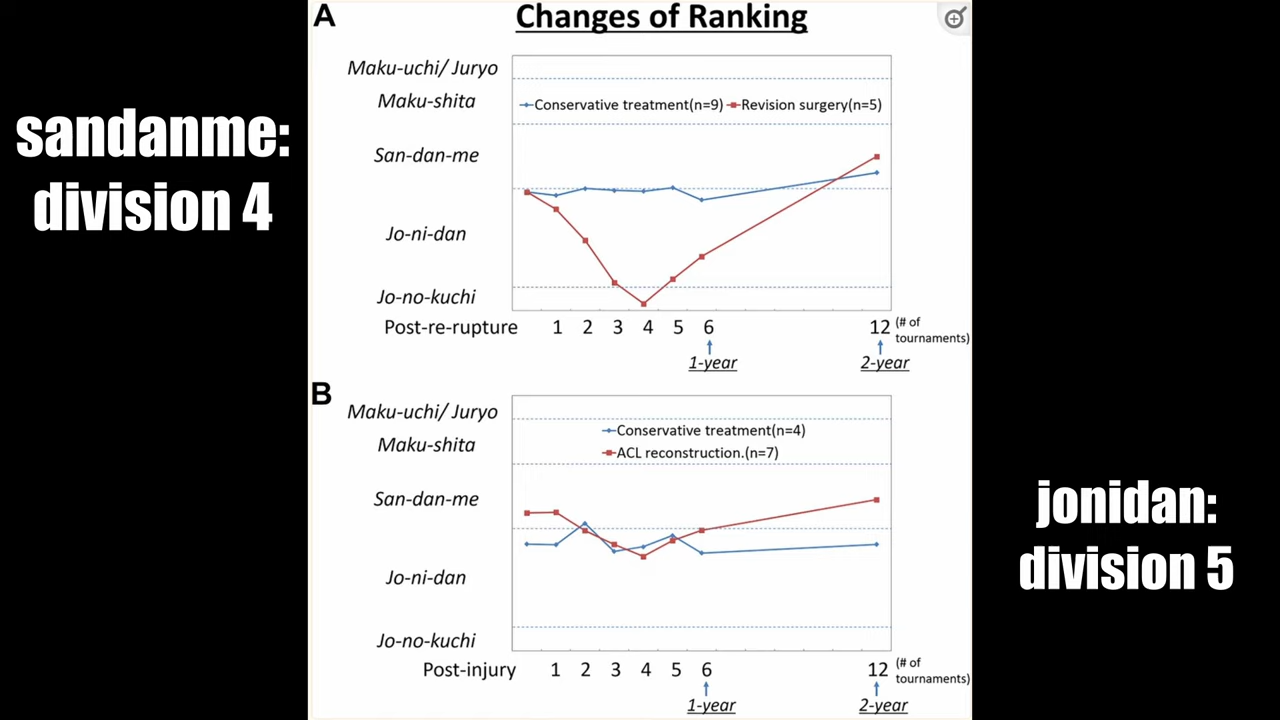 sandanme:
division 4
A
Changes of Ranking
Maku-uchi/ Juryo
Maku-shita
Conservative treatment(n=9) Revision surgery(n=5)
San-dan-me
Jo-ni-dan
Jo-no-kuchi
Post-re-rupture 1 2 3 4 5 6 12 (# of
tournaments)
1-year 2-year
B
Maku-uchi/ Juryo
Conservative treatment(n=4)
Maku-shita
ACL reconstruction.(n=7)
San-dan-me
Jo-ni-dan
Jo-no-kuchi
Post-injury 1 2 3 4 5 6 12 (# of
tournaments)
1-year 2-year
jonidan:
division 5